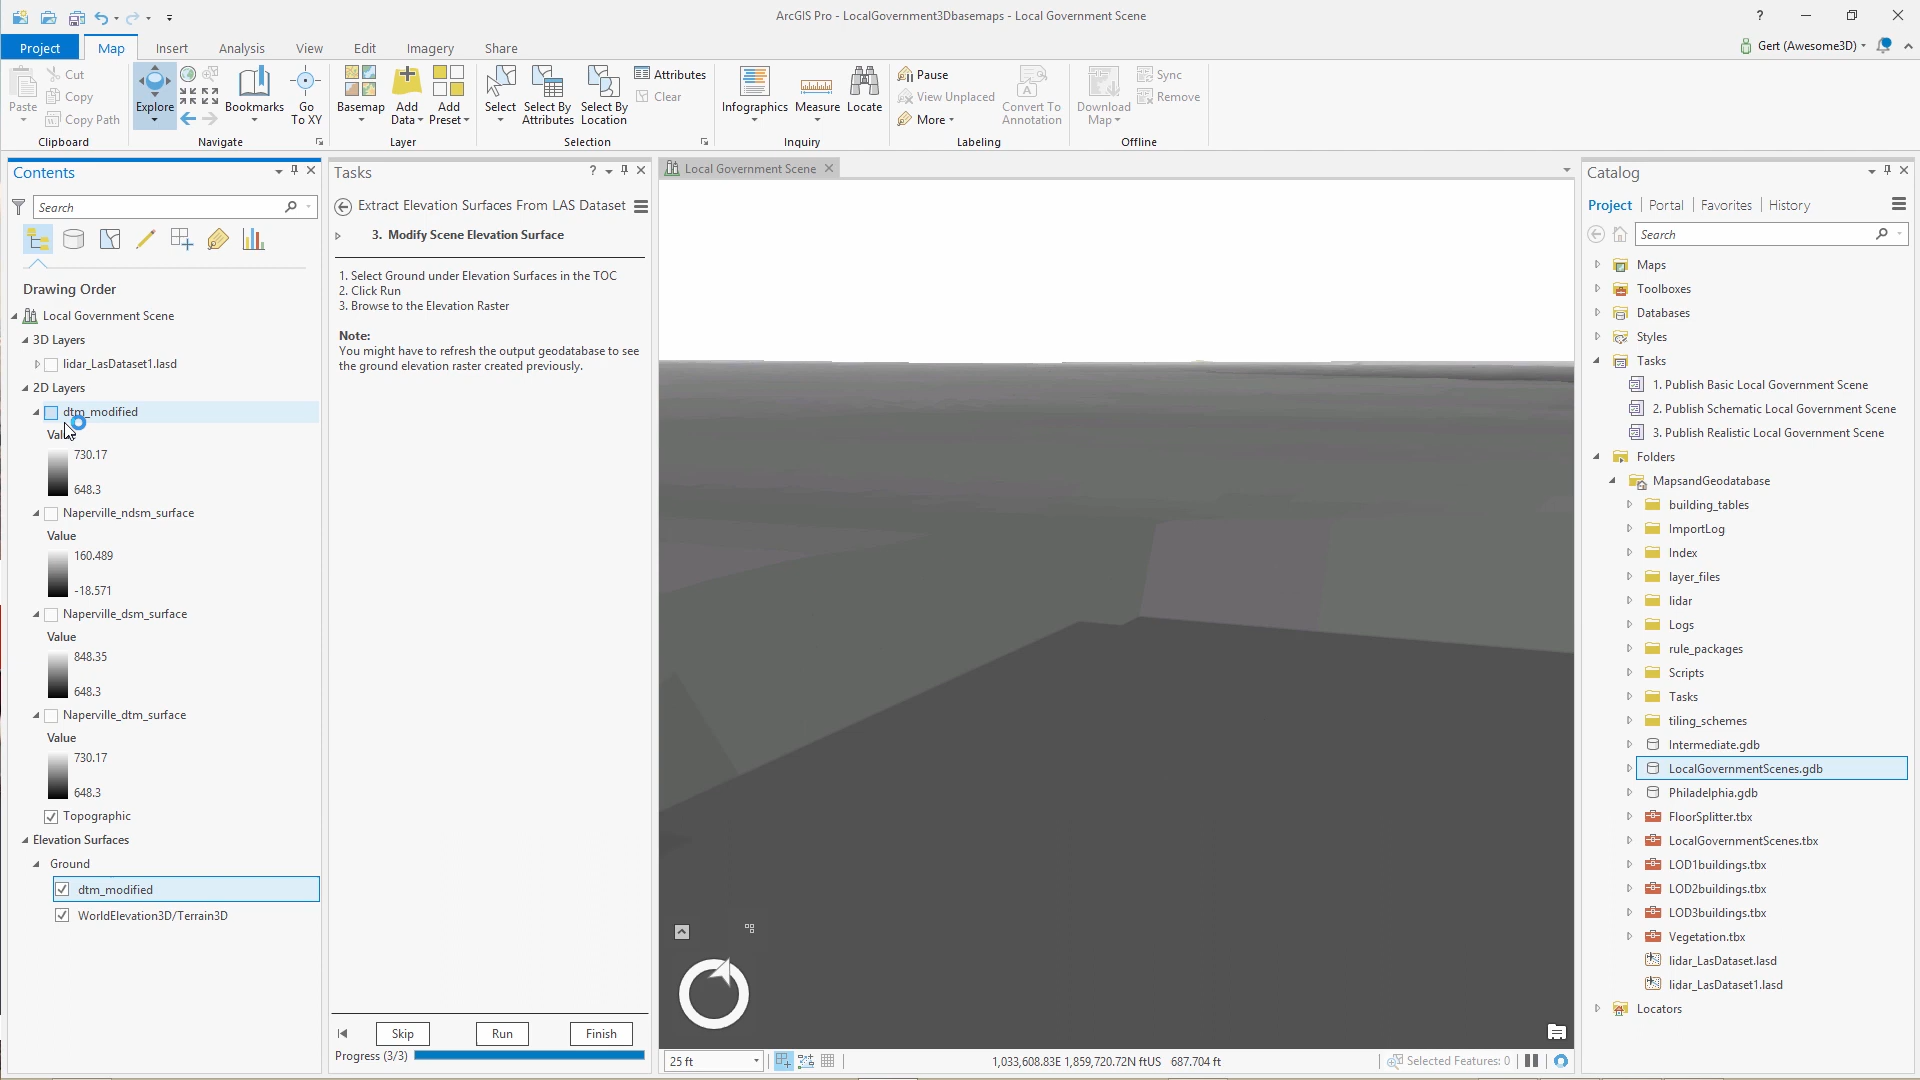 ArcGIS Pro - LocalGovernment3Dbasemaps - Local Government Scene
?
Project
Map
Insert
Analysis
View
Edit
Imagery
Share
Gert (Awesome3D)
Paste
Cut
Copy
Copy Path
Clipboard
Explore
Bookmarks
Go
To XY
Navigate
Basemap
Add
Data
Add
Preset
Layer
Select
Select By
Attributes
Select By
Location
Attributes
Clear
Selection
Infographics
Measure
Locate
Inquiry
Pause
View Unplaced
More
Convert To
Annotation
Labeling
Download
Map
Sync
Remove
Offline
Contents
Search
Drawing Order
Local Government Scene
3D Layers
lidar_LasDataset1.lasd
2D Layers
dtm_modified
Value
730.17
648.3
Naperville_ndsm_surface
Value
160.489
-18.571
Naperville_dsm_surface
Value
848.35
648.3
Naperville_dtm_surface
Value
730.17
648.3
Topographic
Elevation Surfaces
Ground
dtm_modified
WorldElevation3D/Terrain3D
Tasks
?
Extract Elevation Surfaces From LAS Dataset
3. Modify Scene Elevation Surface
1. Select Ground under Elevation Surfaces in the TOC
2. Click Run
3. Browse to the Elevation Raster
Note:
You might have to refresh the output geodatabase to see
the ground elevation raster created previously.
Skip
Run
Finish
Progress (3/3)
Local Government Scene
25 ft
1,033,608.83E 1,859,720.72N ftUS 687.704 ft
Selected Features: 0
Catalog
Project
Portal
Favorites
History
Search
Maps
Toolboxes
Databases
Styles
Tasks
1. Publish Basic Local Government Scene
2. Publish Schematic Local Government Scene
3. Publish Realistic Local Government Scene
Folders
MapsandGeodatabase
building_tables
ImportLog
Index
layer_files
lidar
Logs
rule_packages
Scripts
Tasks
tiling_schemes
Intermediate.gdb
LocalGovernmentScenes.gdb
Philadelphia.gdb
FloorSplitter.tbx
LocalGovernmentScenes.tbx
LOD1buildings.tbx
LOD2buildings.tbx
LOD3buildings.tbx
Vegetation.tbx
lidar_LasDataset.lasd
lidar_LasDataset1.lasd
Locators